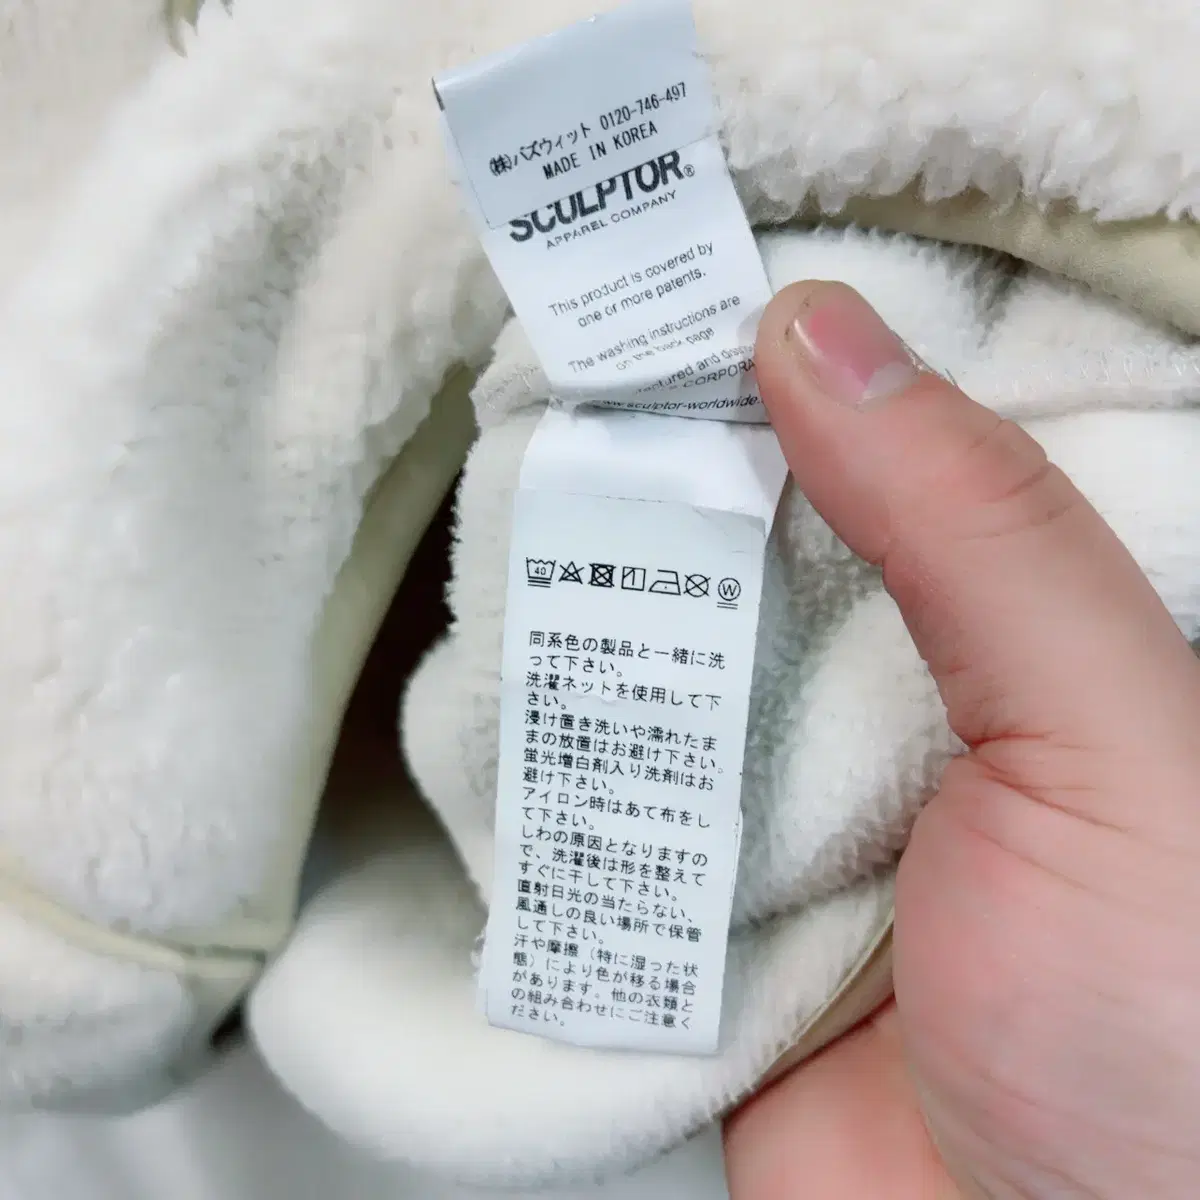 ㈱バズウィット 0120-746-497
MADE IN KOREA
SCULPTOR®
APPAREL COMPANY
This product is covered by
one or more patents.
The washing instructions are
on the back page
and
CORPORA
www.sculptor-worldwide.
40
W
同系色の製品と一緒に洗
って下さい。
洗濯ネットを使用して下
さい。
浸け置き洗いや濡れたま
まの放置はお避け下さい。
蛍光増白剤入り洗剤はお
避け下さい。
アイロン時はあて布をし
て下さい。
しわの原因となりますの
で、洗濯後は形を整えて
すぐに干して下さい。
直射日光の当たらない、
風通しの良い場所で保管
して下さい。
汗や摩擦（特に湿った状
態）により色が移る場合
があります。他の衣類と
の組み合わせにご注意く
ださい。